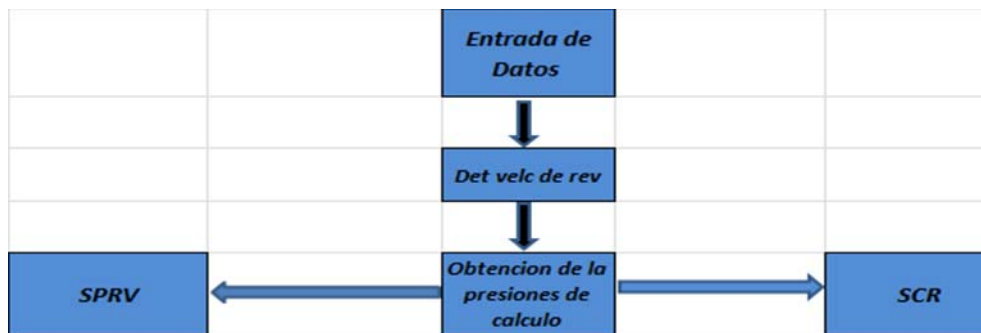 Entrada de
Datos
Det velc de rev
SPRV
Obtencion de la
presiones de
calculo
SCR